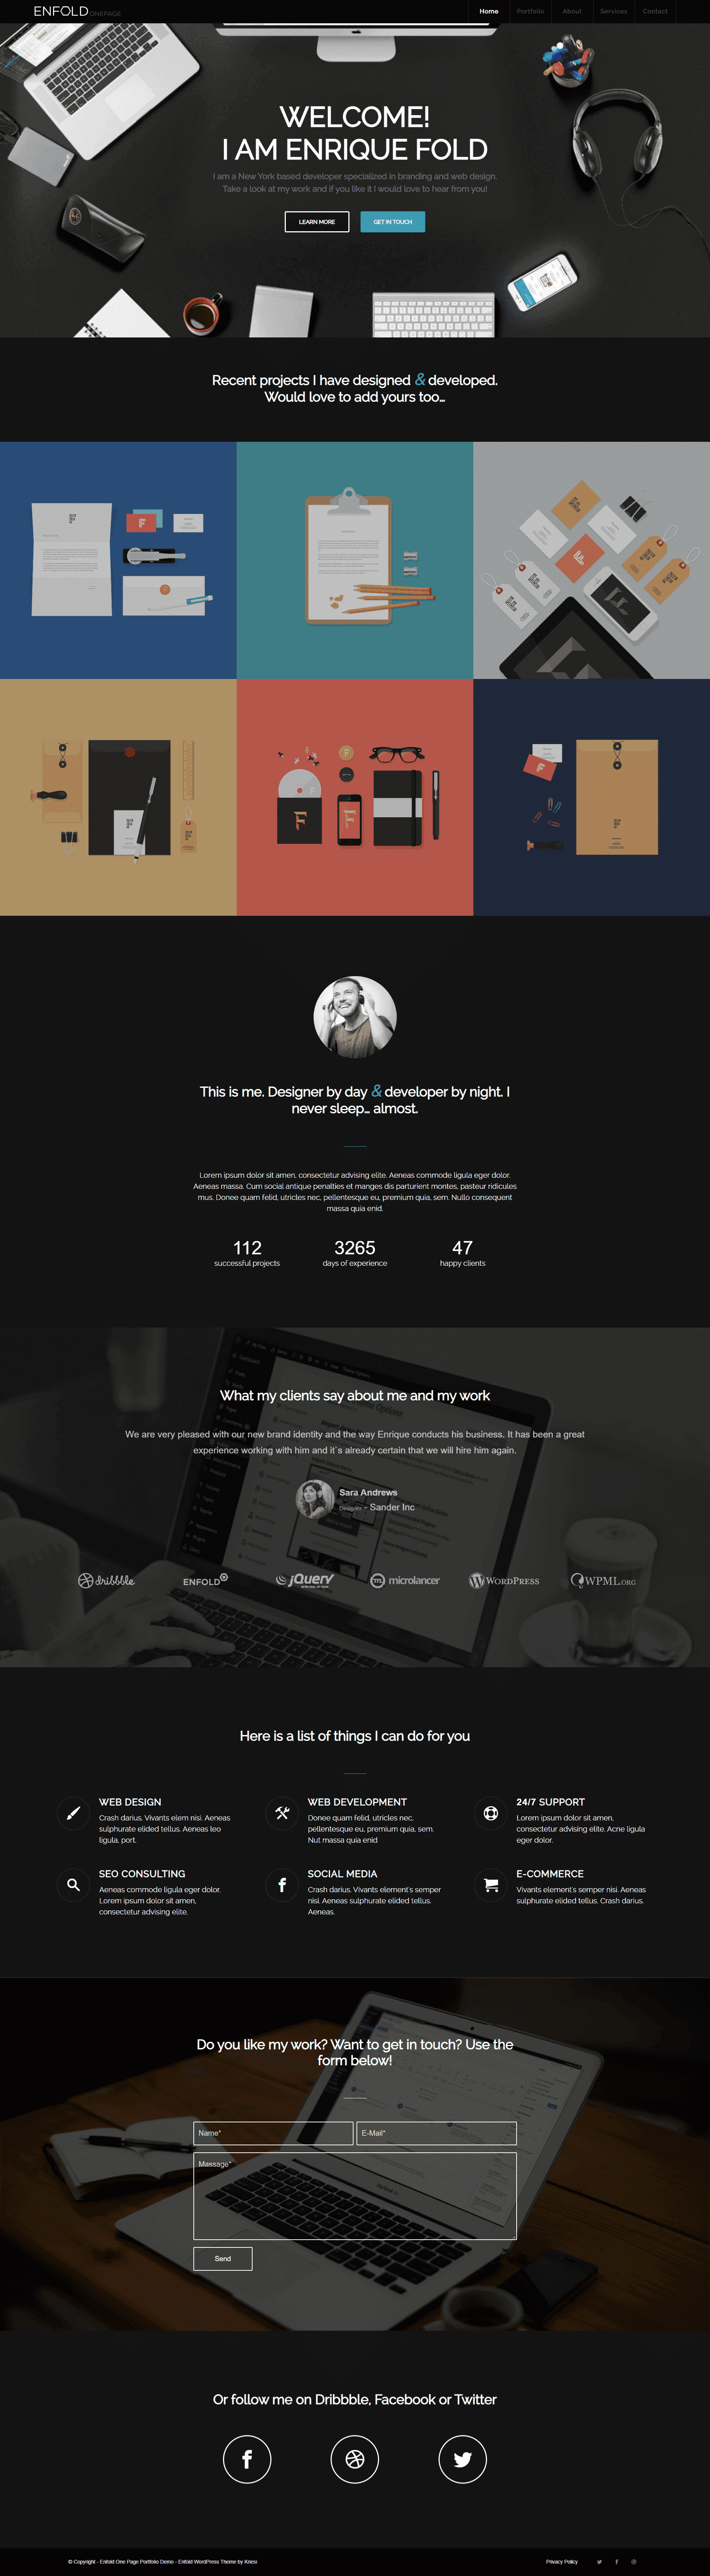 ENFOLD ONEPAGE
Home Portfolio About Services Contact
WELCOME!
I AM ENRIQUE FOLD
I am a New York based developer specialized in branding and web design.
Take a look at my work and if you like it I would love to hear from you!
LEARN MORE GET IN TOUCH
Recent projects I have designed & developed.
Would love to add yours too...
This is me. Designer by day & developer by night. I
never sleep... almost.
Lorem ipsum dolor sit amen, consectetur advising elite. Aeneas commode ligula eger dolor.
Aeneas massa. Cum social antique penalties et manges dis parturient montes, pasteur ridicules
mus. Donee quam felid, utricles nec, pellentesque eu, premium quia, sem. Nullo consequent
massa quia enid.
112 3265 47
successful projects days of experience happy clients
What my clients say about me and my work
We are very pleased with our new brand identity and the way Enrique conducts his business. It has been a great
experience working with him and it´s already certain that we will hire him again.
Sara Andrews
Designer - Sander Inc
dribbble ENFOLD jQuery microlancer WORDPRESS WPML.ORG
Here is a list of things I can do for you
WEB DESIGN
Crash darius. Vivants elem nisi. Aeneas
sulphurate elided tellus. Aeneas leo
ligula, port.
WEB DEVELOPMENT
Donee quam felid, utricles nec,
pellentesque eu, premium quia, sem.
Nut massa quia enid
24/7 SUPPORT
Lorem ipsum dolor sit amen,
consectetur advising elite. Acne ligula
eger dolor.
SEO CONSULTING
Aeneas commode ligula eger dolor.
Lorem ipsum dolor sit amen,
consectetur advising elite.
SOCIAL MEDIA
Crash darius. Vivants element's semper
nisi. Aeneas sulphurate elided tellus.
Aeneas.
E-COMMERCE
Vivants element's semper nisi. Aeneas
sulphurate elided tellus. Crash darius.
Do you like my work? Want to get in touch? Use the
form below!
Name* E-Mail*
Massage*
Send
Or follow me on Dribbble, Facebook or Twitter
© Copyright - Enfold One Page Portfolio Demo - Enfold WordPress Theme by Kriesi
Privacy Policy